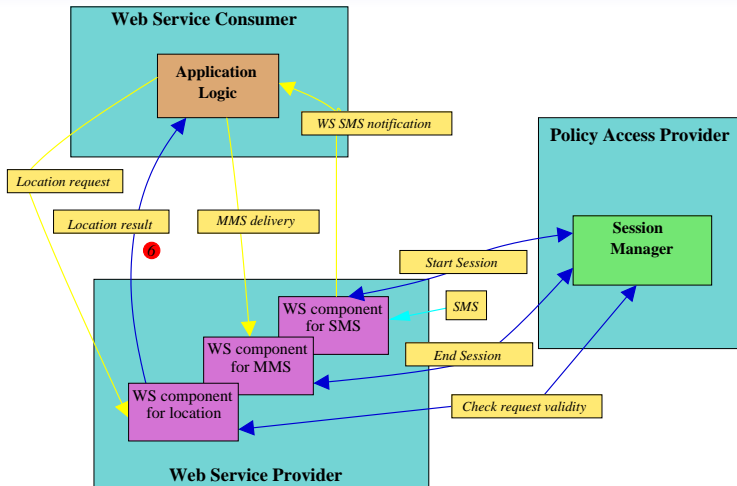 Web Service Consumer
Application
Logic
WS SMS notification
Policy Access Provider
Location request
Location result
MMS delivery
Session
Manager
6
Start Session
SMS
WS component
for SMS
WS component
for MMS
End Session
WS component
for location
Check request validity
Web Service Provider